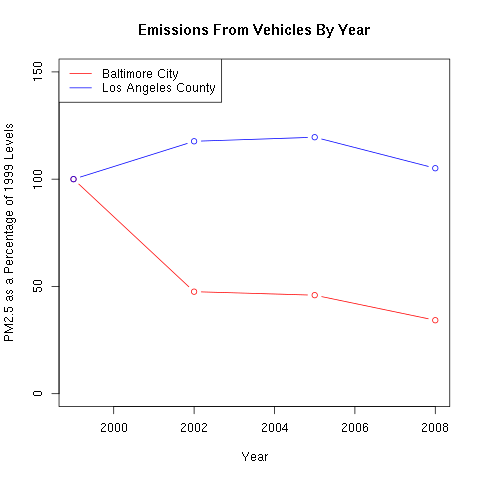 Emissions From Vehicles By Year
Baltimore City
Los Angeles County
PM2.5 as a Percentage of 1999 Levels
150
100
50
0
2000 2002 2004 2006 2008
Year